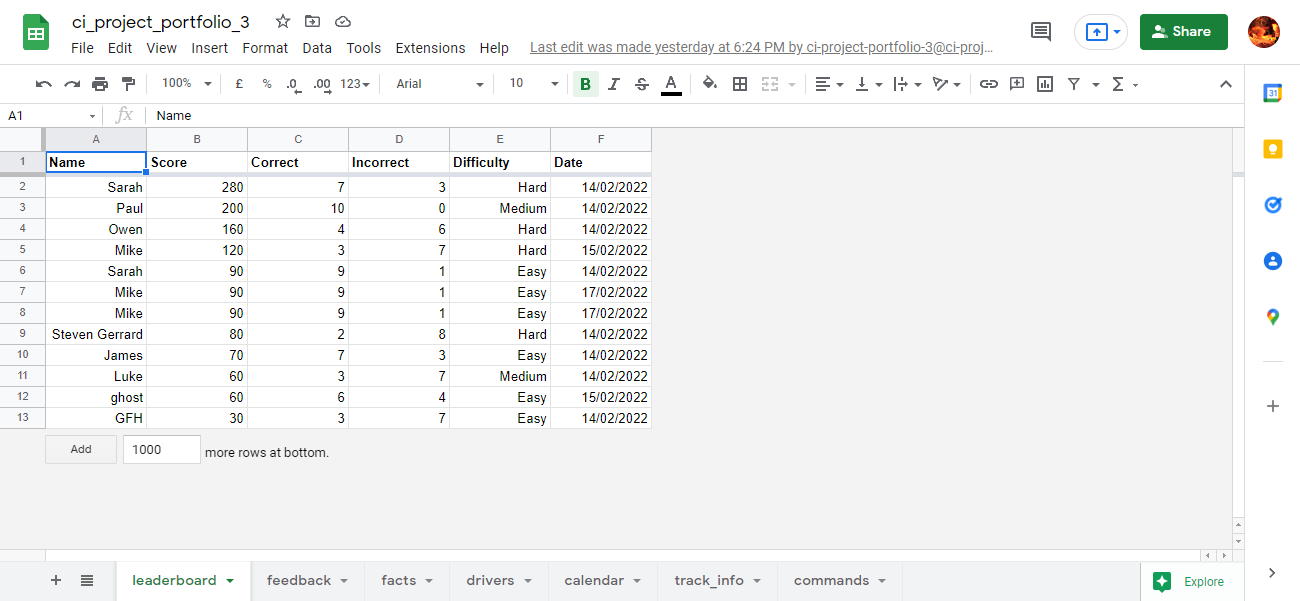 ci_project_portfolio_3
File Edit View Insert Format Data Tools Extensions Help Last edit was made yesterday at 6:24 PM by ci-project-portfolio-3@ci-proj…
Share
100% £ % .0 .00 123 Arial 10 B I S A
A1 fx Name
A B C D E F
1 Name Score Correct Incorrect Difficulty Date
2 Sarah 280 7 3 Hard 14/02/2022
3 Paul 200 10 0 Medium 14/02/2022
4 Owen 160 4 6 Hard 14/02/2022
5 Mike 120 3 7 Hard 15/02/2022
6 Sarah 90 9 1 Easy 14/02/2022
7 Mike 90 9 1 Easy 17/02/2022
8 Mike 90 9 1 Easy 17/02/2022
9 Steven Gerrard 80 2 8 Hard 14/02/2022
10 James 70 7 3 Easy 14/02/2022
11 Luke 60 3 7 Medium 14/02/2022
12 ghost 60 6 4 Easy 15/02/2022
13 GFH 30 3 7 Easy 14/02/2022
Add 1000 more rows at bottom.
leaderboard feedback facts drivers calendar track_info commands Explore
31